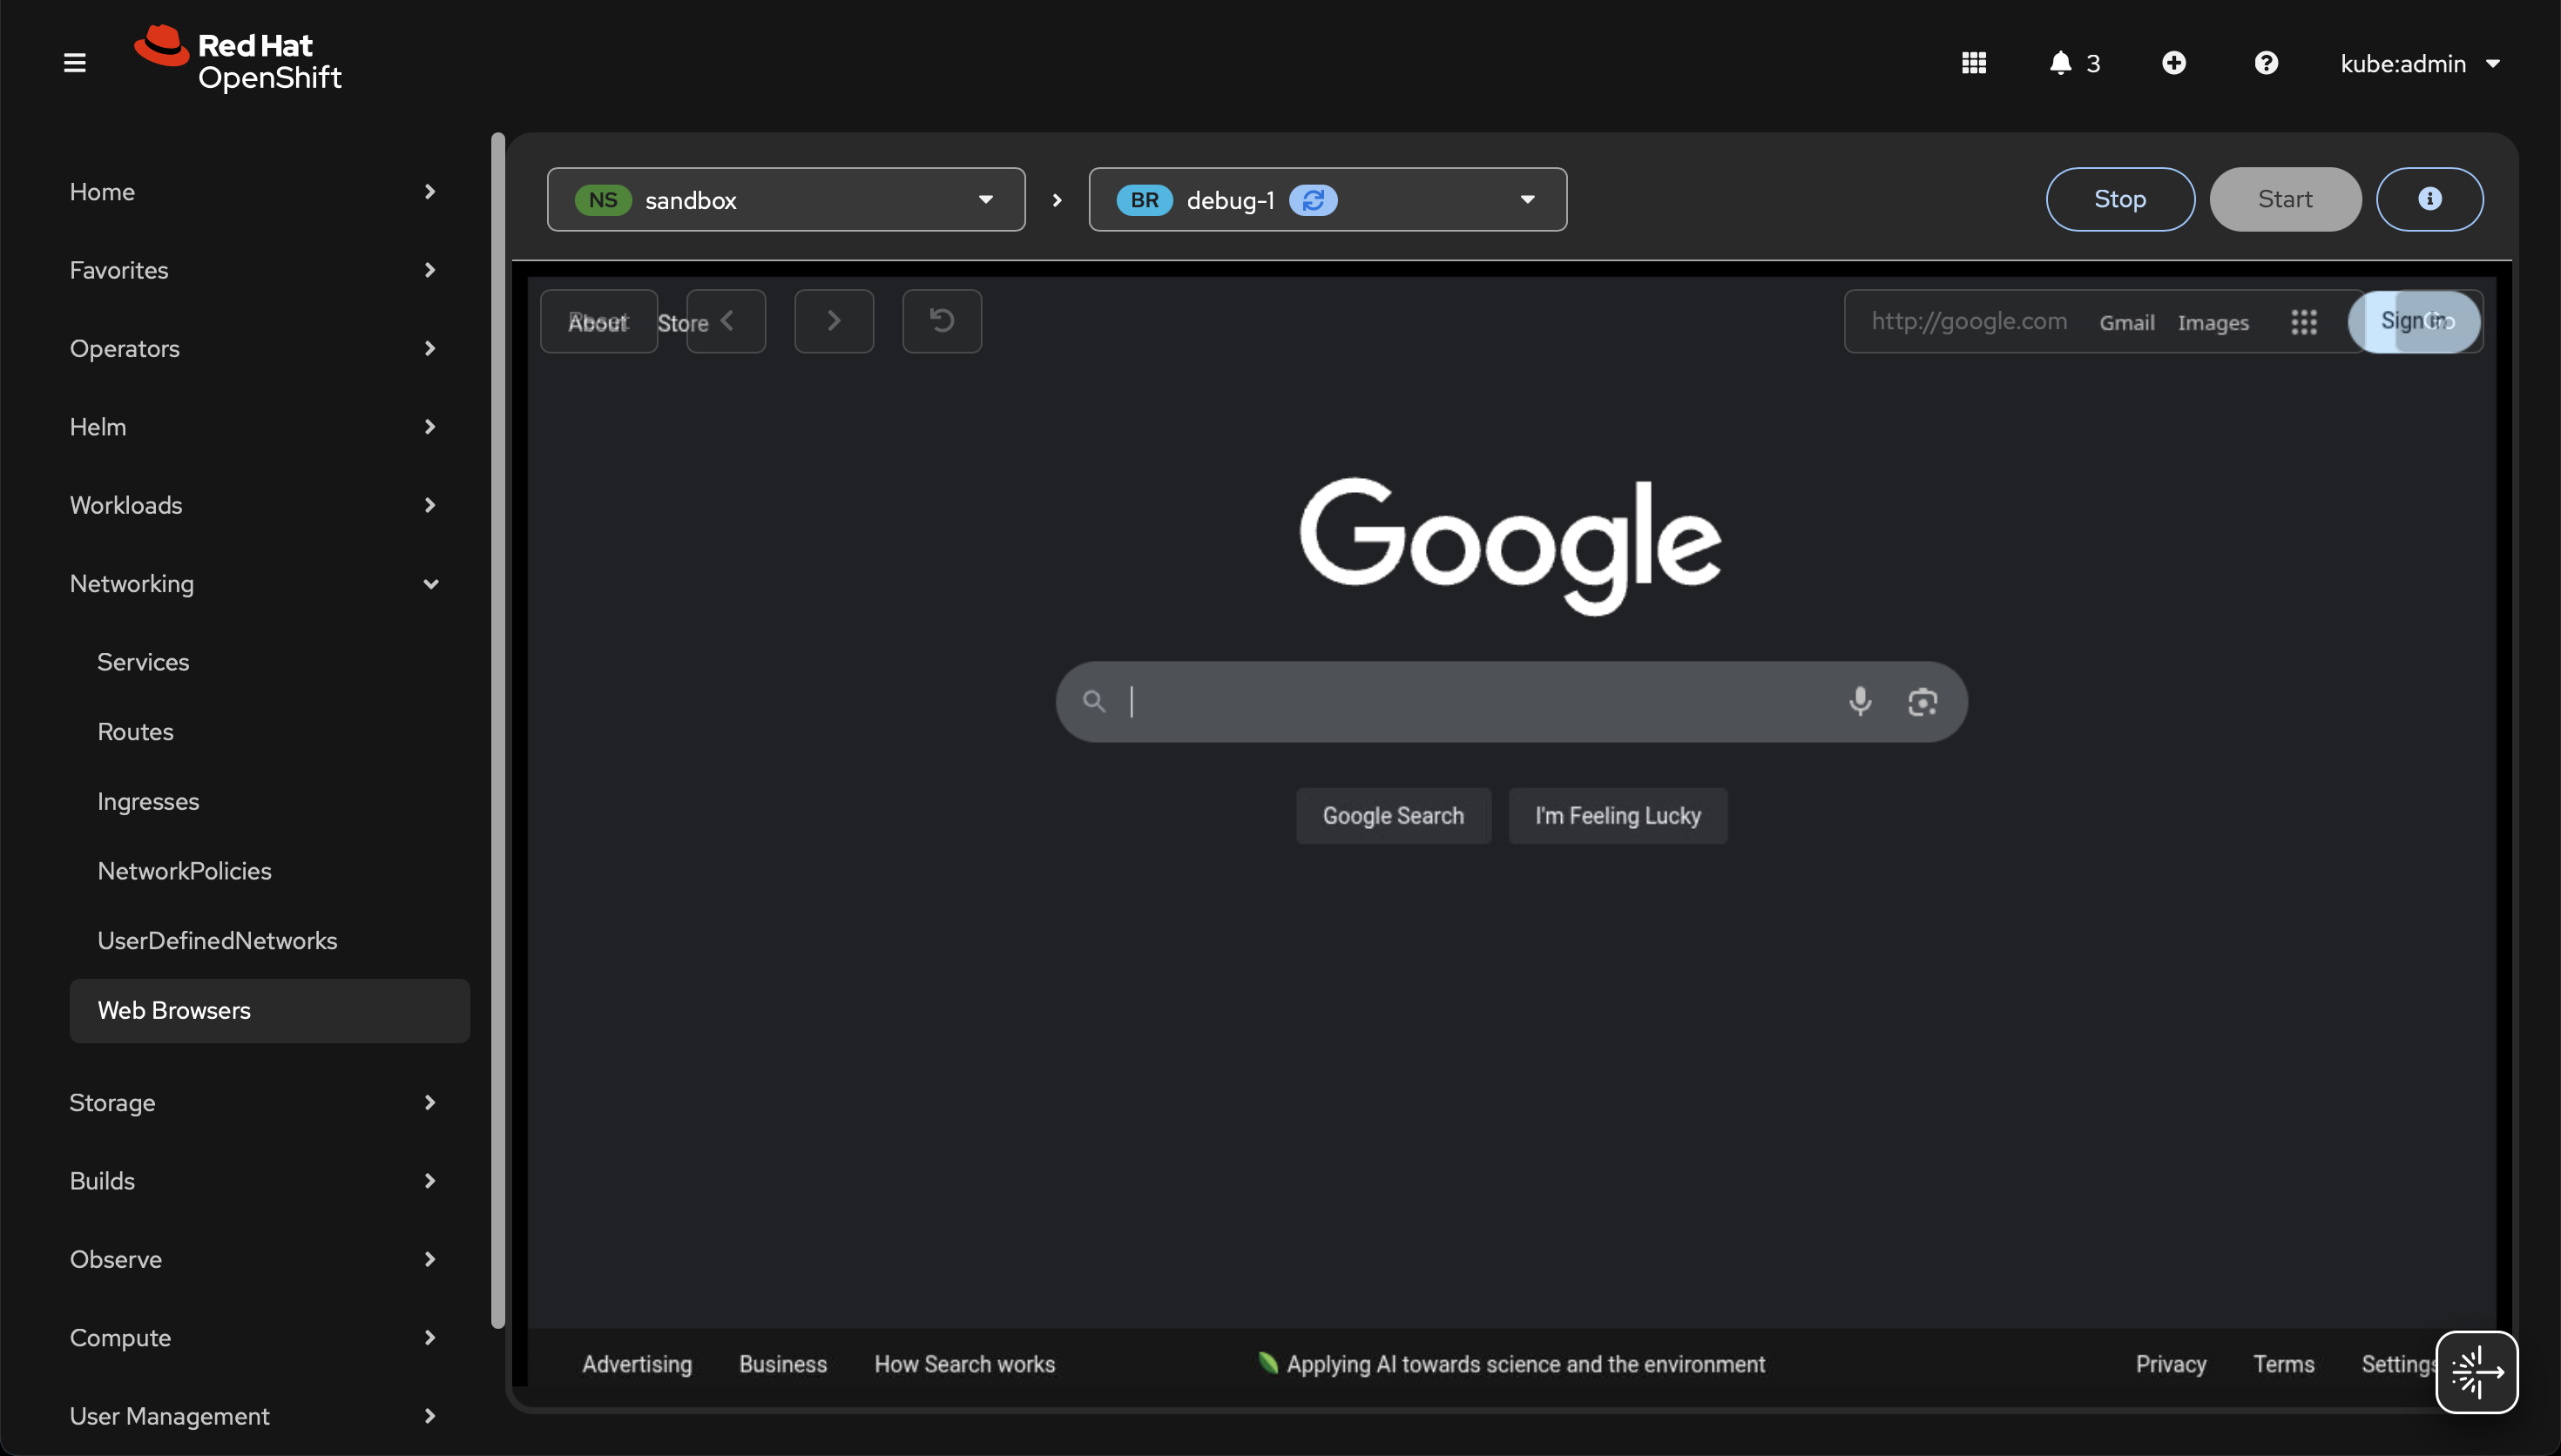 Red Hat
OpenShift
3
kube:admin
Home
Favorites
Operators
Helm
Workloads
Networking
Services
Routes
Ingresses
NetworkPolicies
UserDefinedNetworks
Web Browsers
Storage
Builds
Observe
Compute
User Management
NS sandbox
BR debug-1
Stop
Start
About
Store
http://google.com
Gmail
Images
Sign in
Go
Google
Google Search
I'm Feeling Lucky
Advertising
Business
How Search works
Applying AI towards science and the environment
Privacy
Terms
Settings